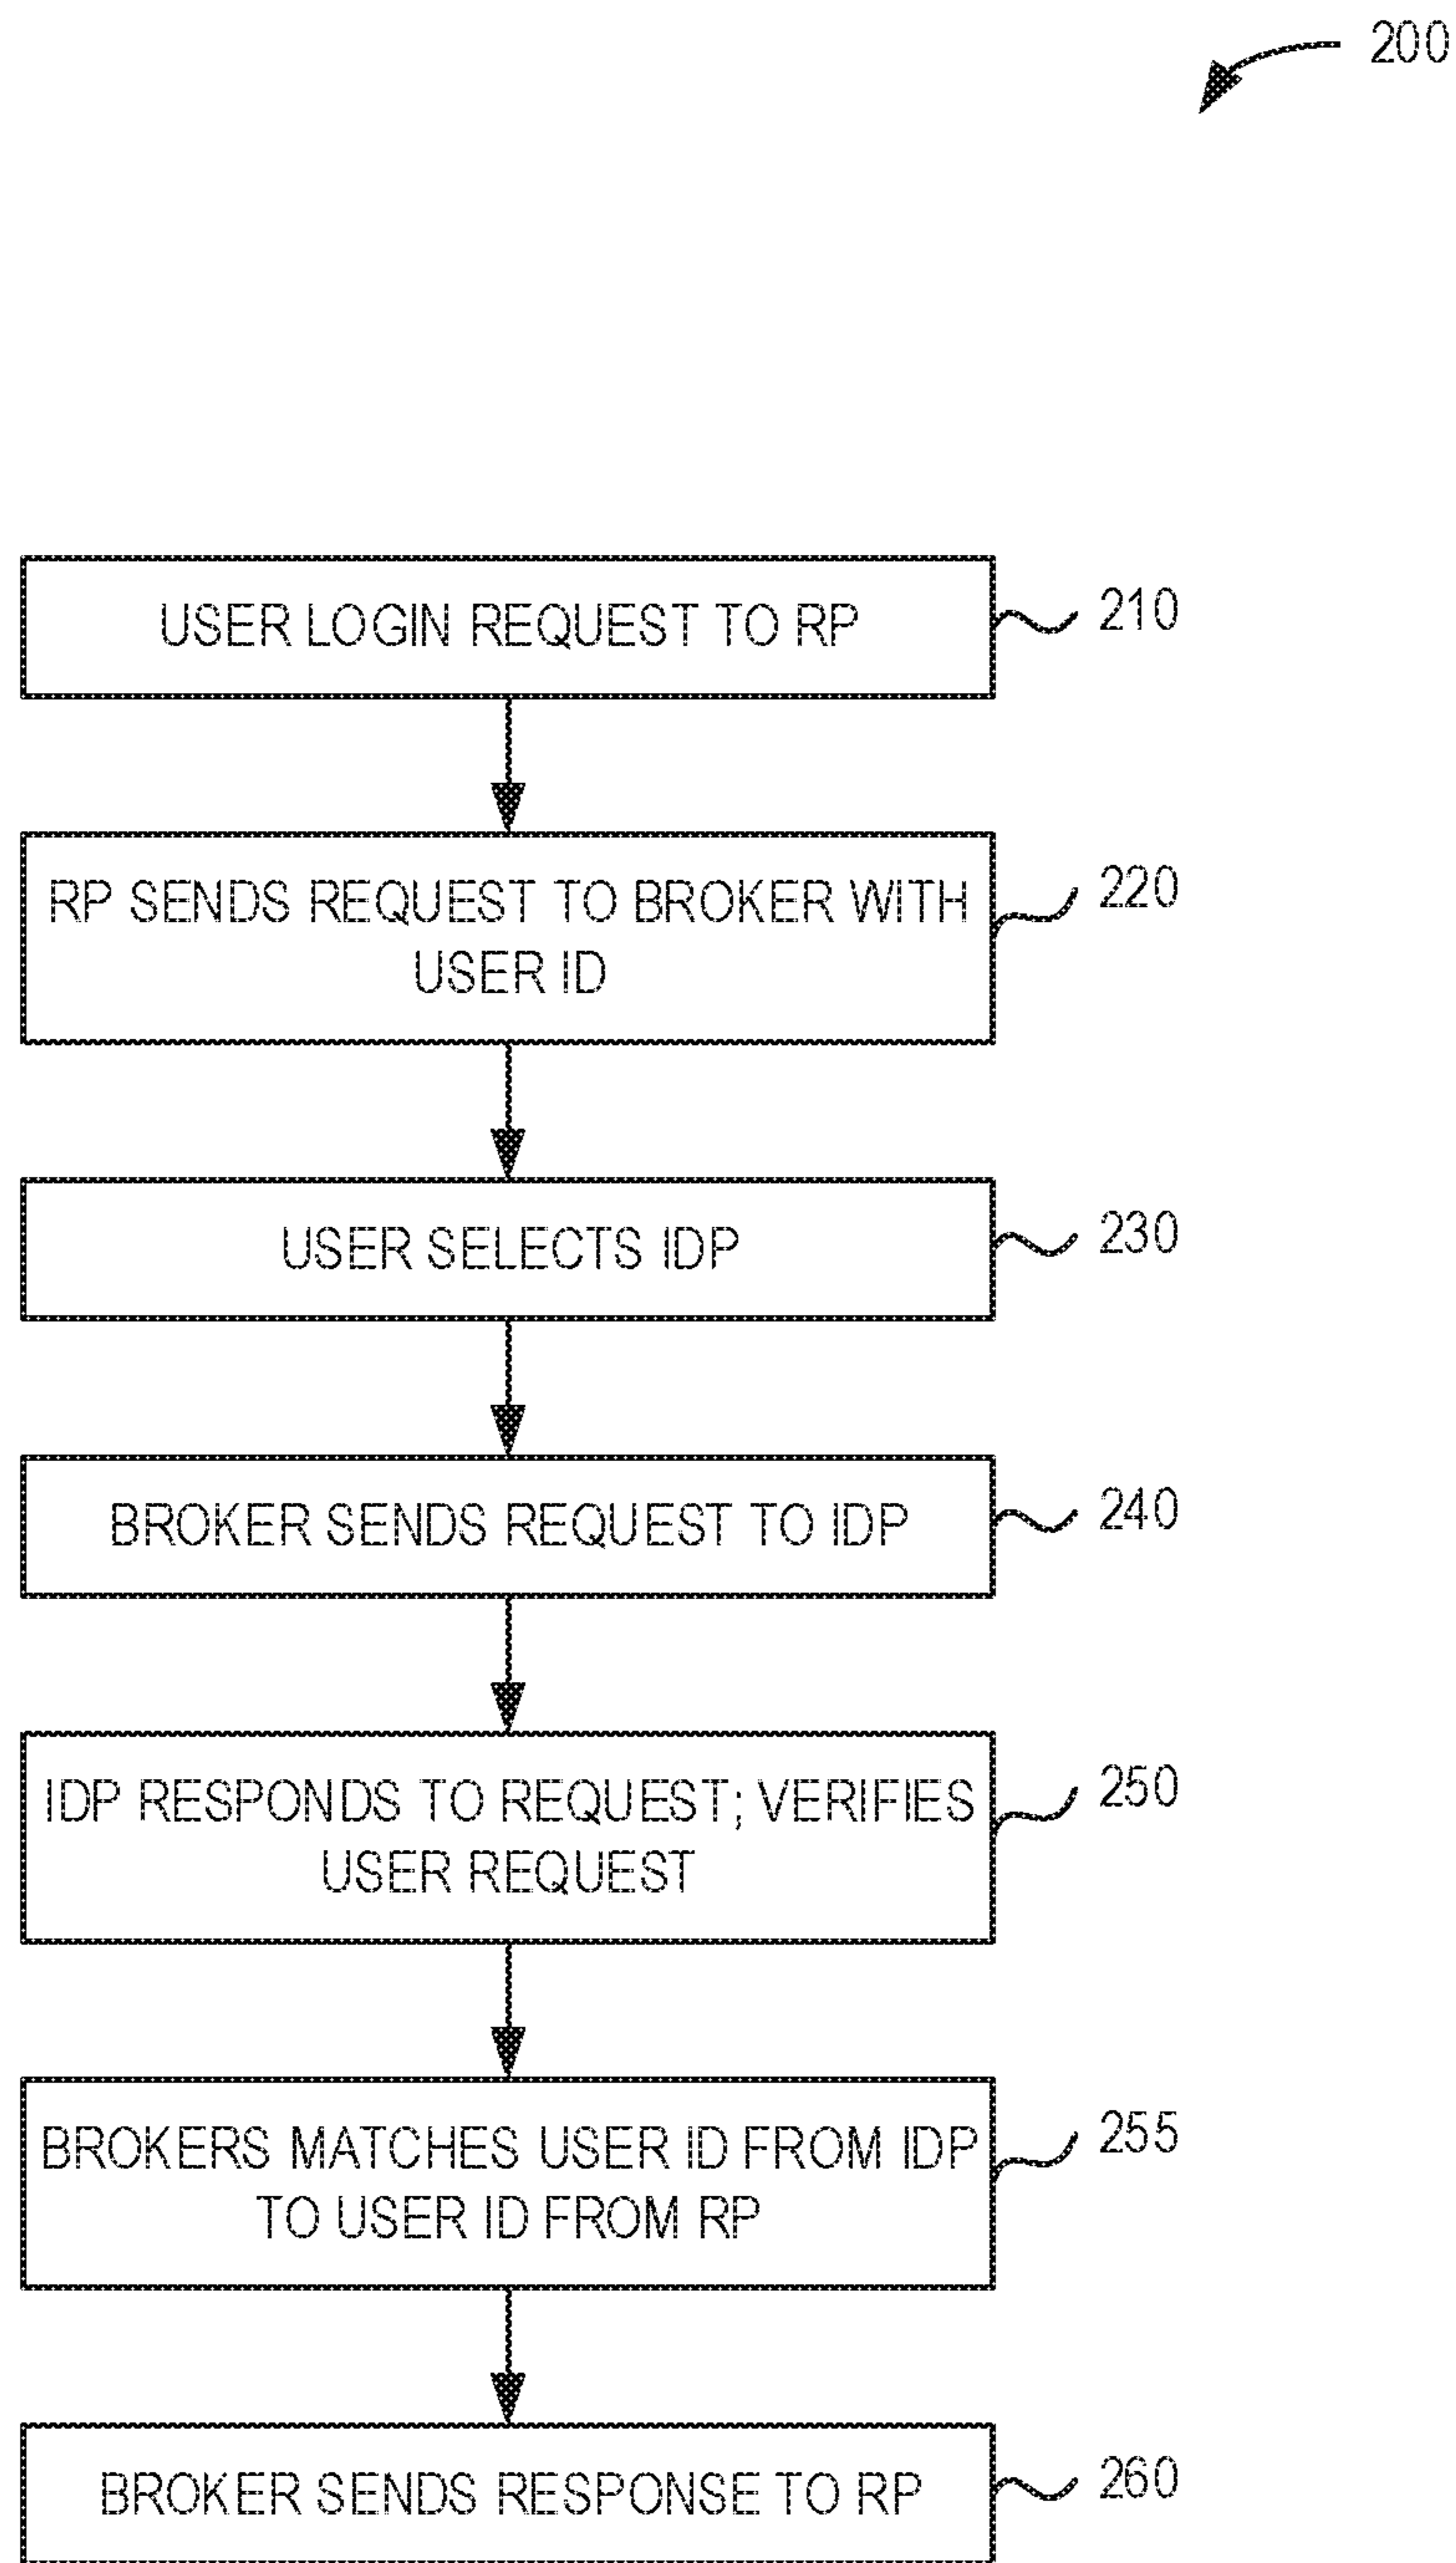 200
USER LOGIN REQUEST TO RP
210
RP SENDS REQUEST TO BROKER WITH
USER ID
220
USER SELECTS IDP
230
BROKER SENDS REQUEST TO IDP
240
IDP RESPONDS TO REQUEST; VERIFIES
USER REQUEST
250
BROKERS MATCHES USER ID FROM IDP
TO USER ID FROM RP
255
BROKER SENDS RESPONSE TO RP
260